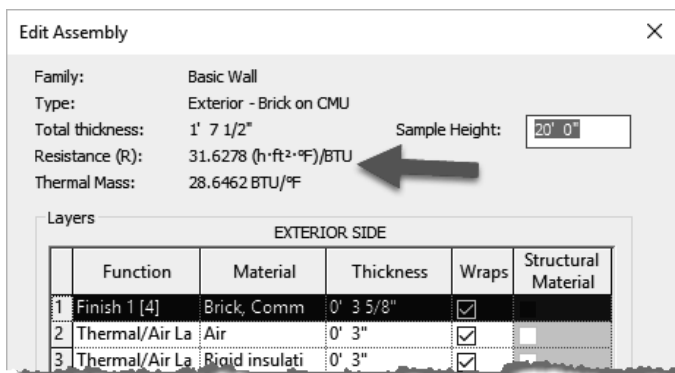 Edit Assembly
Family: Basic Wall
Type: Exterior - Brick on CMU
Total thickness: 1' 7 1/2" Sample Height: 20' 0"
Resistance (R): 31.6278 (h·ft²·°F)/BTU
Thermal Mass: 28.6462 BTU/°F
Layers
EXTERIOR SIDE
Function Material Thickness Wraps Structural Material
1 Finish 1 [4] Brick, Comm 0' 3 5/8"
2 Thermal/Air La Air 0' 3"
3 Thermal/Air La Rigid insulati 0' 3"